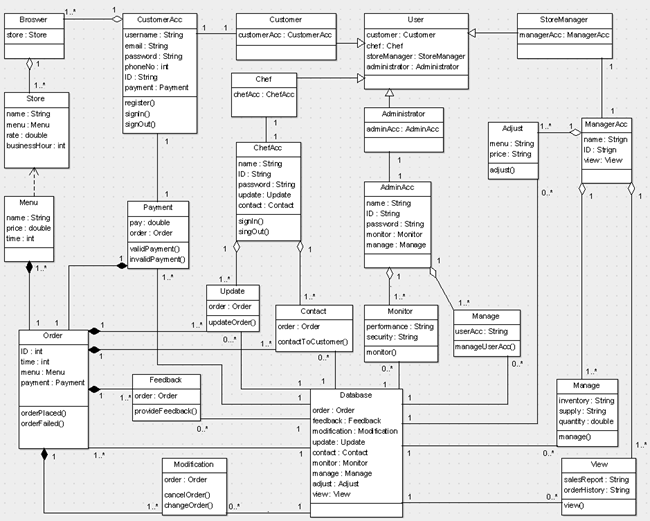 Broswer
store : Store
1..*
1
CustomerAcc
username : String
email : String
password : String
phoneNo : int
ID : String
payment : Payment
register()
signIn()
signOut()
1
1
Customer
customerAcc : CustomerAcc
User
customer : Customer
chef : Chef
storeManager : StoreManager
administrator : Administrator
StoreManager
managerAcc : ManagerAcc
1
1
1..*
Store
name : String
menu : Menu
rate : double
businessHour : int
Chef
chefAcc : ChefAcc
1
1
Administrator
adminAcc : AdminAcc
1
1
Adjust
menu : String
price : String
adjust()
1..*
1
0..*
ManagerAcc
name : Strign
ID : Strign
view : View
1
1
1
ChefAcc
name : String
ID : String
password : String
update : Update
contact : Contact
signIn()
singOut()
1
1
AdminAcc
name : String
ID : String
password : String
monitor : Monitor
manage : Manage
1
1
Menu
name : String
price : double
time : int
1..*
1
1
Payment
pay : double
order : Order
validPayment()
invalidPayment()
1
1..*
1..*
Update
order : Order
updateOrder()
1..*
0..*
1..*
Contact
order : Order
contactToCustomer()
1..*
0..*
1..*
Monitor
performance : String
security : String
monitor()
0..*
1..*
Manage
userAcc : String
manageUserAcc()
0..*
1
1
Order
ID : int
time : int
menu : Menu
payment : Payment
orderPlaced()
orderFailed()
1
1
1
1
1..*
Feedback
order : Order
provideFeedback()
1..*
0..*
Database
order : Order
feedback : Feedback
modification : Modification
update : Update
contact : Contact
monitor : Monitor
manage : Manage
adjust : Adjust
view : View
1
1
1
1
1
1
1
1
1
1
1
1..*
Manage
inventory : String
supply : String
quantity : double
manage()
0..*
1..*
View
salesReport : String
orderHistory : String
view()
0..*
Modification
order : Order
cancelOrder()
changeOrder()
1..*
0..*